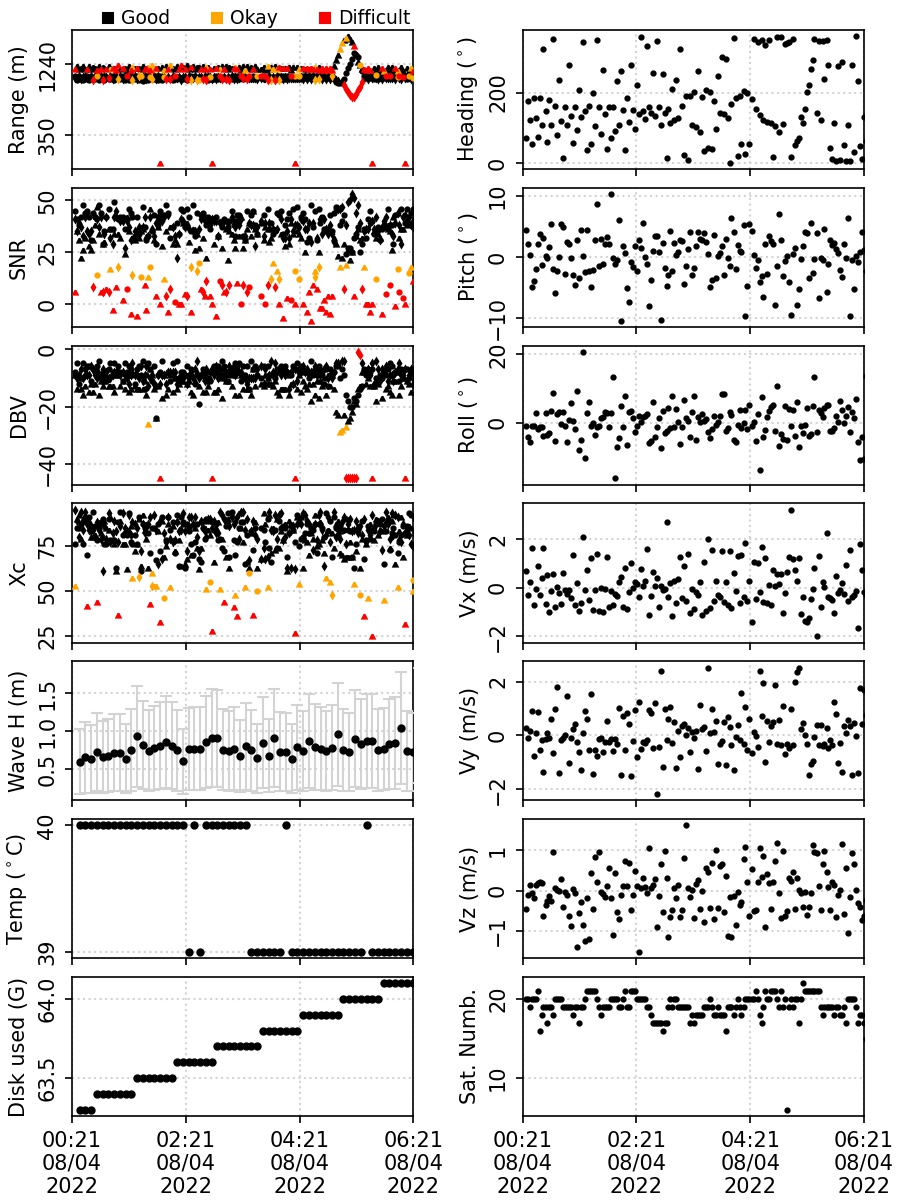 Good Okay Difficult
Range (m)
1240
350
Heading (°)
200
0
SNR
50
25
0
Pitch (°)
10
0
−10
DBV
0
−20
−40
Roll (°)
20
0
Xc
75
50
25
Vx (m/s)
2
0
−2
Wave H (m)
1.5
1.0
0.5
Vy (m/s)
2
0
−2
Temp (°C)
40
39
Vz (m/s)
1
0
−1
Disk used (G)
64.0
63.5
Sat. Numb.
20
10
00:21 02:21 04:21 06:21 00:21 02:21 04:21 06:21
08/04 08/04 08/04 08/04 08/04 08/04 08/04 08/04
2022 2022 2022 2022 2022 2022 2022 2022